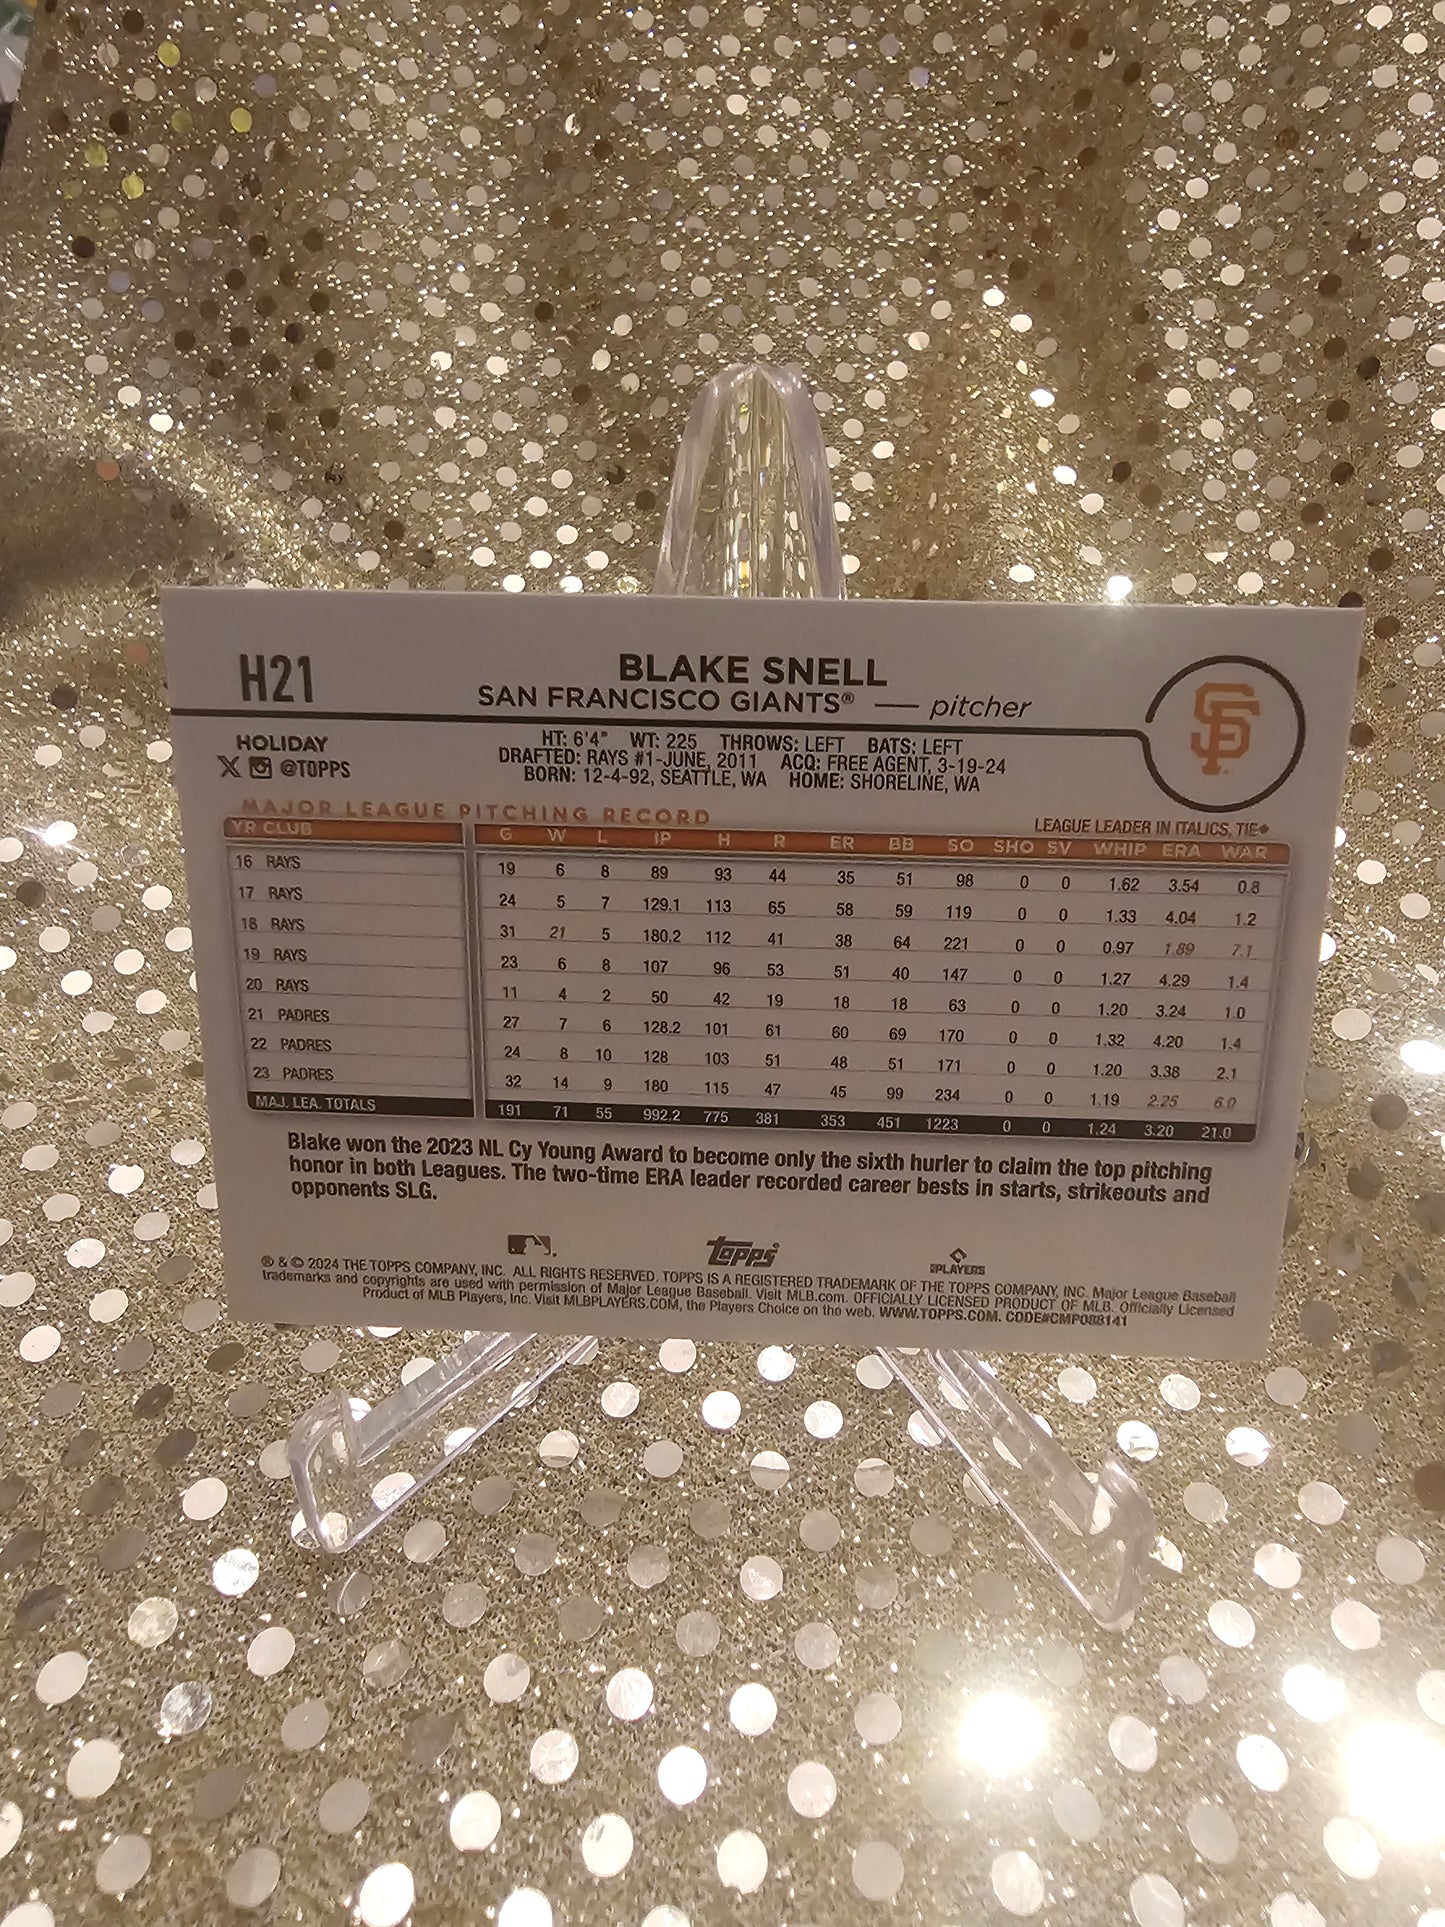 H21
BLAKE SNELL
SAN FRANCISCO GIANTS® — pitcher
SF
HOLIDAY
X @TOPPS
HT: 6'4" WT: 225 THROWS: LEFT BATS: LEFT
DRAFTED: RAYS #1-JUNE, 2011 ACQ: FREE AGENT, 3-19-24
BORN: 12-4-92, SEATTLE, WA HOME: SHORELINE, WA
MAJOR LEAGUE PITCHING RECORD
LEAGUE LEADER IN ITALICS, TIE♦
YR CLUB G W L IP H R ER BB SO SHO SV WHIP ERA WAR
16 RAYS 19 6 8 89 93 44 35 51 98 0 0 1.62 3.54 0.8
17 RAYS 24 5 7 129.1 113 65 58 59 119 0 0 1.33 4.04 1.2
18 RAYS 31 21 5 180.2 112 41 38 64 221 0 0 0.97 1.89 7.1
19 RAYS 23 6 8 107 96 53 51 40 147 0 0 1.27 4.29 1.4
20 RAYS 11 4 2 50 42 19 18 18 63 0 0 1.20 3.24 1.0
21 PADRES 27 7 6 128.2 101 61 60 69 170 0 0 1.32 4.20 1.4
22 PADRES 24 8 10 128 103 51 48 51 171 0 0 1.20 3.38 2.1
23 PADRES 32 14 9 180 115 47 45 99 234 0 0 1.19 2.25 6.0
MAJ. LEA. TOTALS 191 71 55 992.2 775 381 353 451 1223 0 0 1.24 3.20 21.0
Blake won the 2023 NL Cy Young Award to become only the sixth hurler to claim the top pitching
honor in both Leagues. The two-time ERA leader recorded career bests in starts, strikeouts and
opponents SLG.
topps
PLAYERS
® & © 2024 THE TOPPS COMPANY, INC. ALL RIGHTS RESERVED. TOPPS IS A REGISTERED TRADEMARK OF THE TOPPS COMPANY, INC. Major League Baseball
trademarks and copyrights are used with permission of Major League Baseball. Visit MLB.com. OFFICIALLY LICENSED PRODUCT OF MLB. Officially Licensed
Product of MLB Players, Inc. Visit MLBPLAYERS.COM, the Players Choice on the web. WWW.TOPPS.COM. CODE#CMP088141